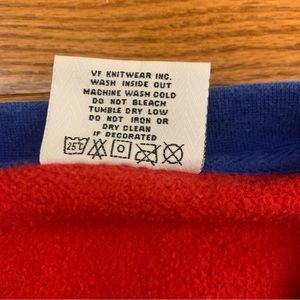 VF KNITWEAR INC.
WASH INSIDE OUT
MACHINE WASH COLD
DO NOT BLEACH
TUMBLE DRY LOW
DO NOT IRON OR
DRY CLEAN
IF DECORATED
25°C